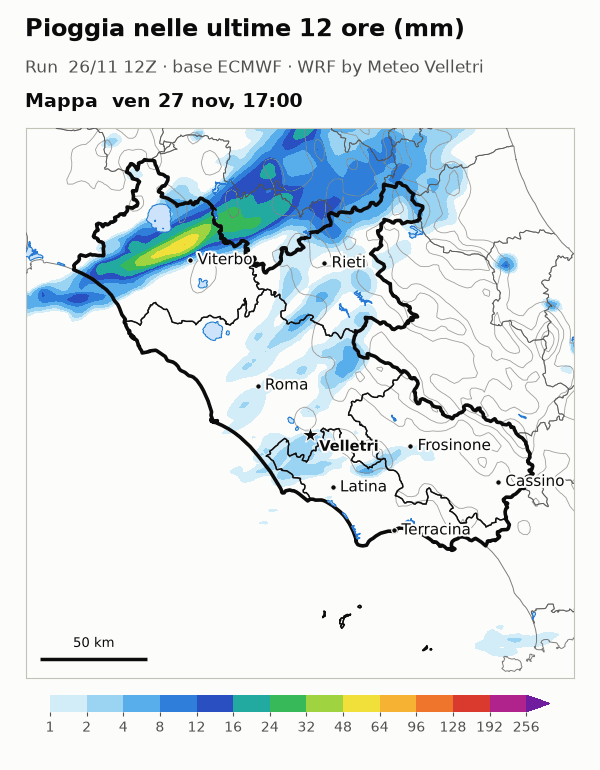 Pioggia nelle ultime 12 ore (mm)
Run  26/11 12Z · base ECMWF · WRF by Meteo Velletri
Mappa  ven 27 nov, 17:00
Viterbo
Rieti
Roma
Velletri
Frosinone
Latina
Cassino
Terracina
50 km
1 2 4 8 12 16 24 32 48 64 96 128 192 256